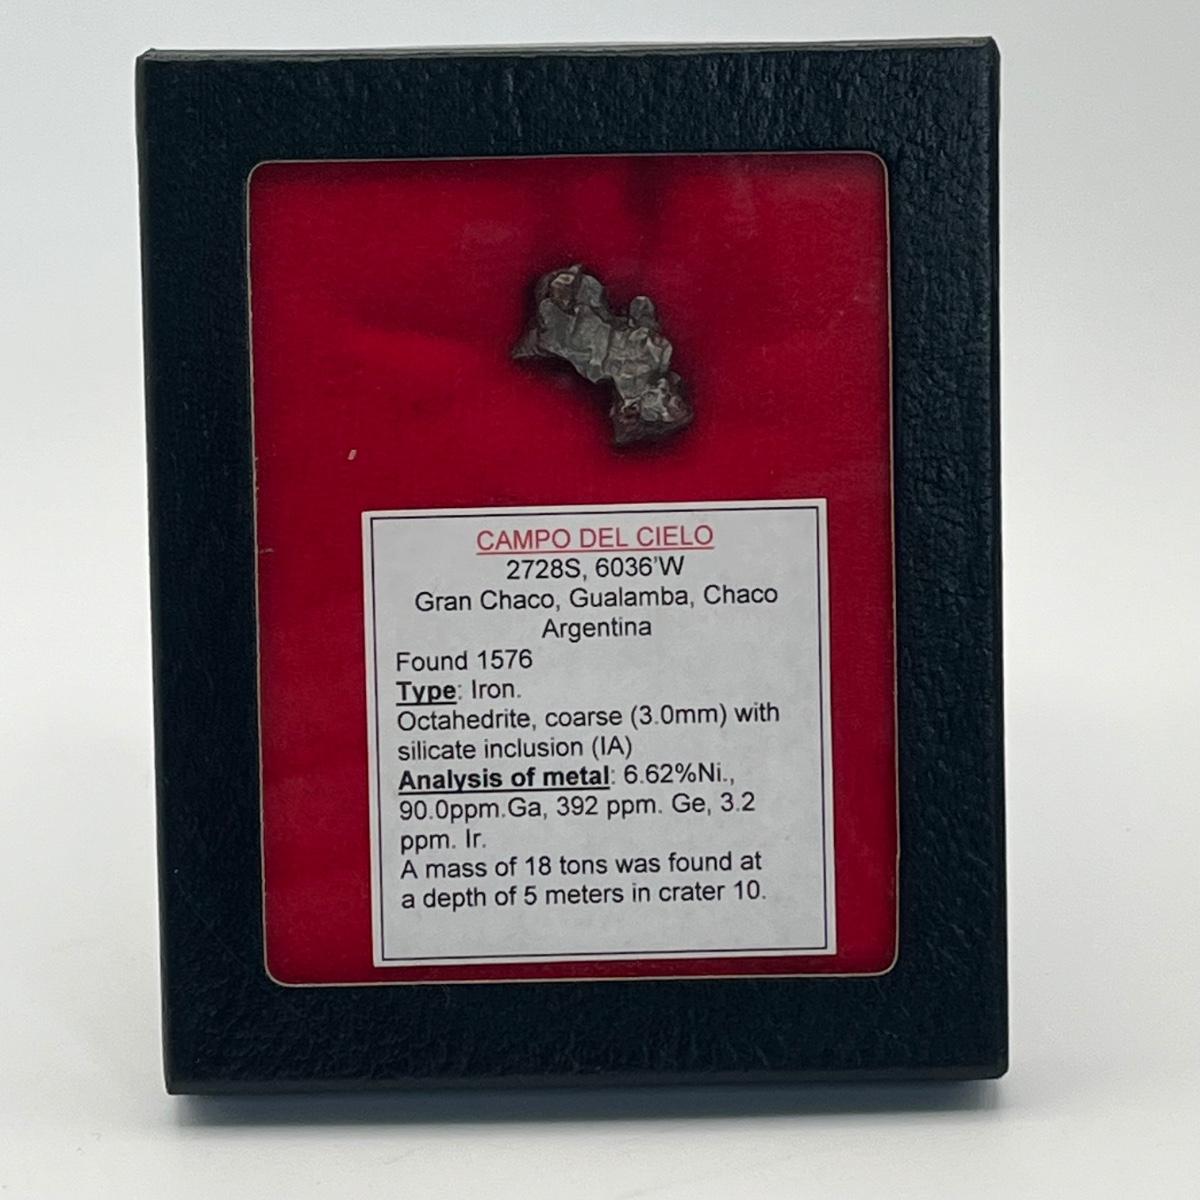 CAMPO DEL CIELO
2728S, 6036'W
Gran Chaco, Gualamba, Chaco
Argentina
Found 1576
Type: Iron.
Octahedrite, coarse (3.0mm) with
silicate inclusion (IA)
Analysis of metal: 6.62%Ni.,
90.0ppm.Ga, 392 ppm. Ge, 3.2
ppm. Ir.
A mass of 18 tons was found at
a depth of 5 meters in crater 10.